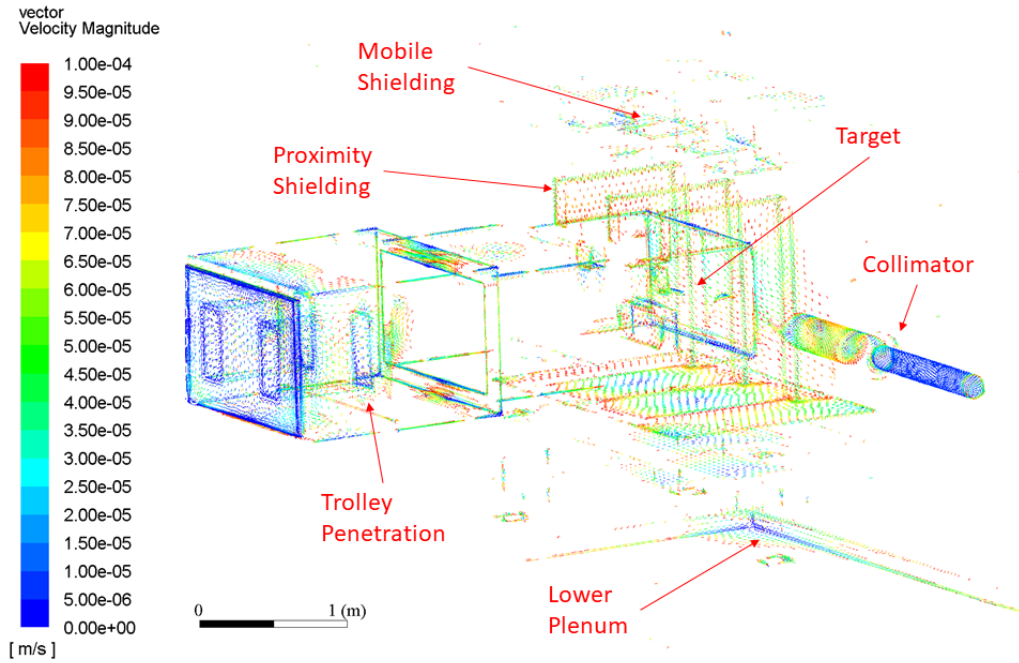 vector
Velocity Magnitude
1.00e-04
9.50e-05
9.00e-05
8.50e-05
8.00e-05
7.50e-05
7.00e-05
6.50e-05
6.00e-05
5.50e-05
5.00e-05
4.50e-05
4.00e-05
3.50e-05
3.00e-05
2.50e-05
2.00e-05
1.50e-05
1.00e-05
5.00e-06
0.00e+00
[ m/s ]
Mobile
Shielding
Proximity
Shielding
Target
Collimator
Trolley
Penetration
Lower
Plenum
0 1 (m)